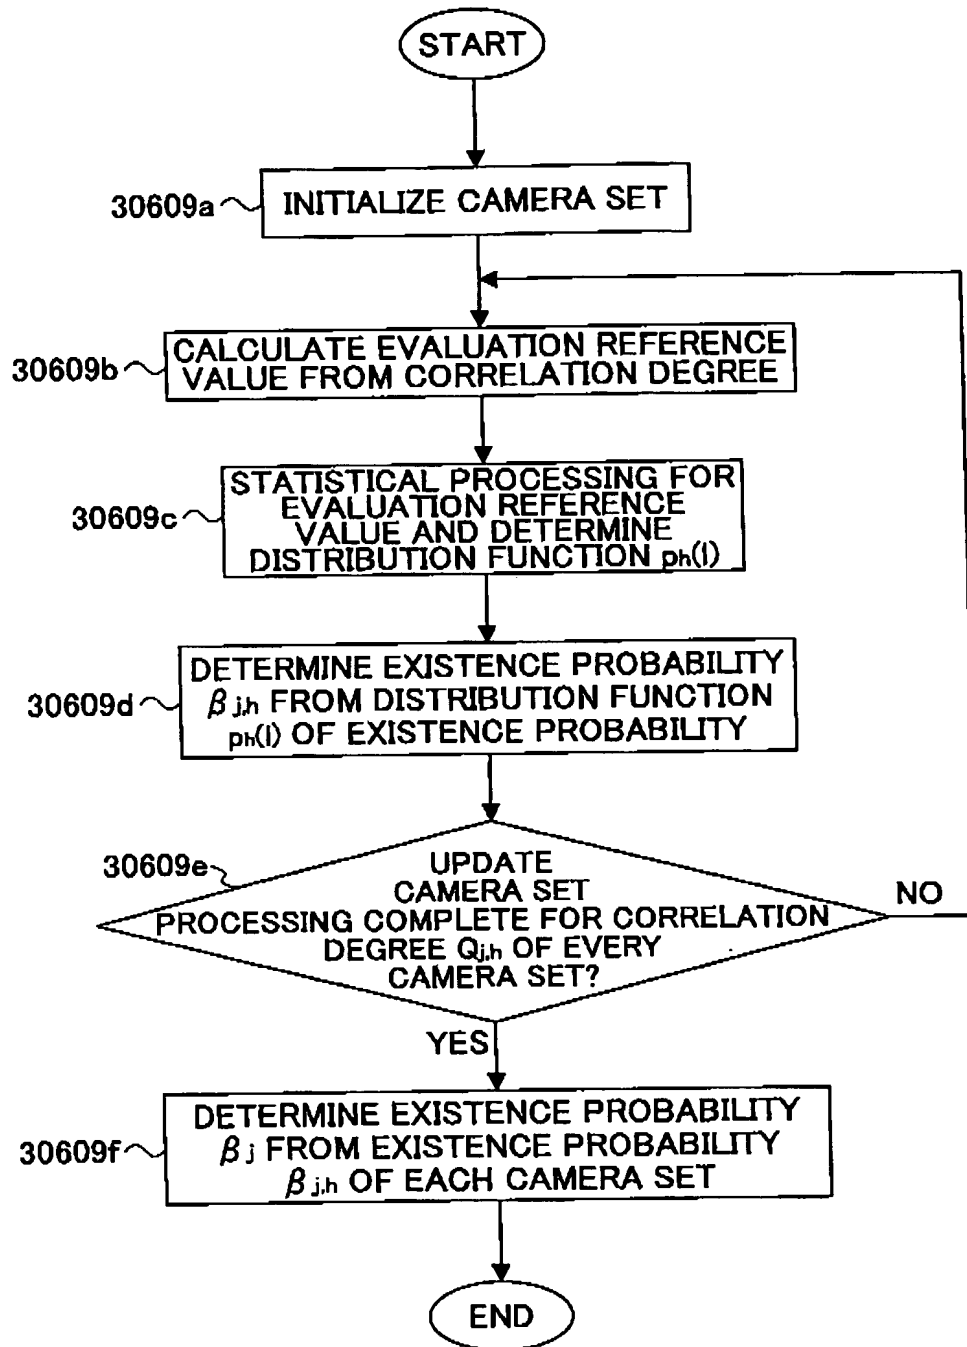 START
30609a
INITIALIZE CAMERA SET
30609b
CALCULATE EVALUATION REFERENCE
VALUE FROM CORRELATION DEGREE
30609c
STATISTICAL PROCESSING FOR
EVALUATION REFERENCE
VALUE AND DETERMINE
DISTRIBUTION FUNCTION ph(l)
30609d
DETERMINE EXISTENCE PROBABILITY
βj,h FROM DISTRIBUTION FUNCTION
ph(l) OF EXISTENCE PROBABILITY
30609e
UPDATE
CAMERA SET
PROCESSING COMPLETE FOR CORRELATION
DEGREE Qj,h OF EVERY
CAMERA SET?
NO
YES
30609f
DETERMINE EXISTENCE PROBABILITY
βj FROM EXISTENCE PROBABILITY
βj,h OF EACH CAMERA SET
END